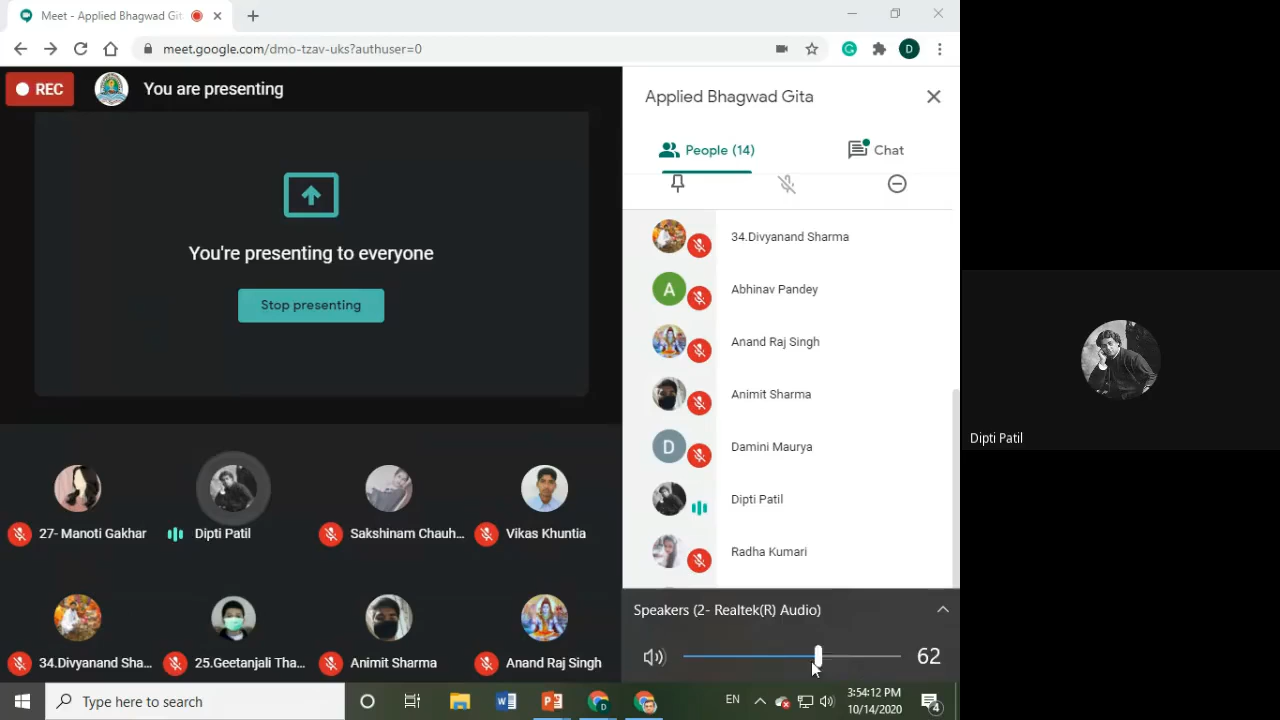 Meet - Applied Bhagwad Git
meet.google.com/dmo-tzav-uks?authuser=0
D
REC
You are presenting
You're presenting to everyone
Stop presenting
27- Manoti Gakhar
Dipti Patil
Sakshinam Chauh...
Vikas Khuntia
34.Divyanand Sha...
25.Geetanjali Tha...
Animit Sharma
Anand Raj Singh
Applied Bhagwad Gita
People (14)
Chat
34.Divyanand Sharma
A
Abhinav Pandey
Anand Raj Singh
Animit Sharma
D
Damini Maurya
Dipti Patil
Radha Kumari
Speakers (2- Realtek(R) Audio)
62
Type here to search
EN
3:54:12 PM
10/14/2020
4
Dipti Patil